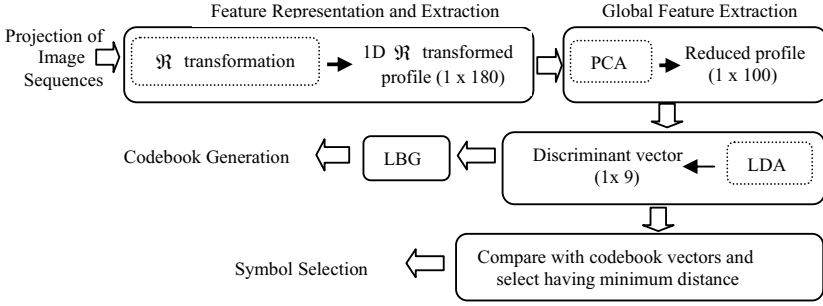 Feature Representation and Extraction
Global Feature Extraction
Projection of
Image
Sequences
ℜ transformation
1D ℜ transformed
profile (1 x 180)
PCA
Reduced profile
(1 x 100)
Codebook Generation
LBG
Discriminant vector
(1x 9)
LDA
Symbol Selection
Compare with codebook vectors and
select having minimum distance